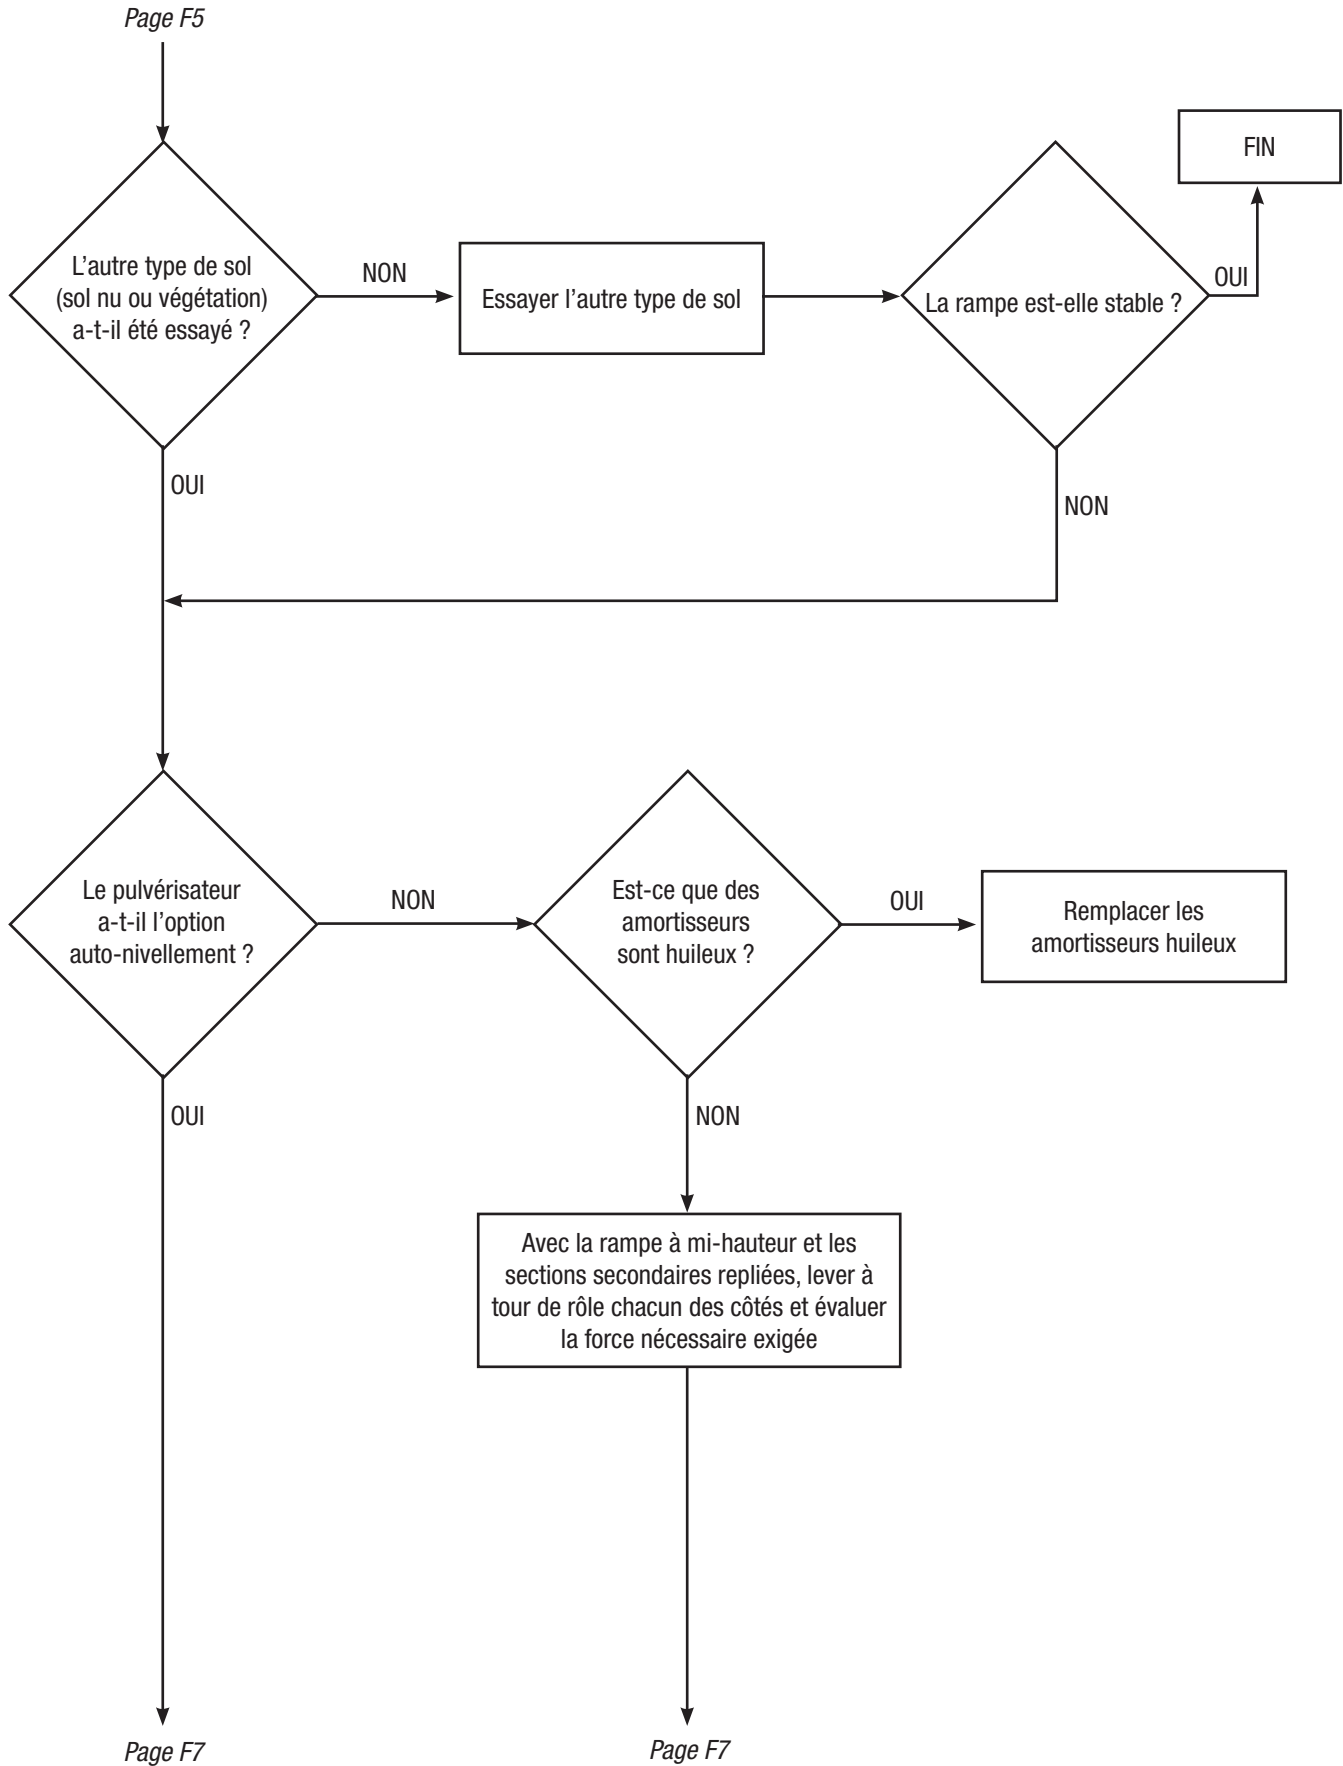 Page F5
FIN
L'autre type de sol
(sol nu ou végétation)
a-t-il été essayé ?
NON
Essayer l'autre type de sol
La rampe est-elle stable ?
OUI
OUI
NON
Le pulvérisateur
a-t-il l'option
auto-nivellement ?
NON
Est-ce que des
amortisseurs
sont huileux ?
OUI
Remplacer les
amortisseurs huileux
OUI
NON
Avec la rampe à mi-hauteur et les
sections secondaires repliées, lever à
tour de rôle chacun des côtés et évaluer
la force nécessaire exigée
Page F7
Page F7